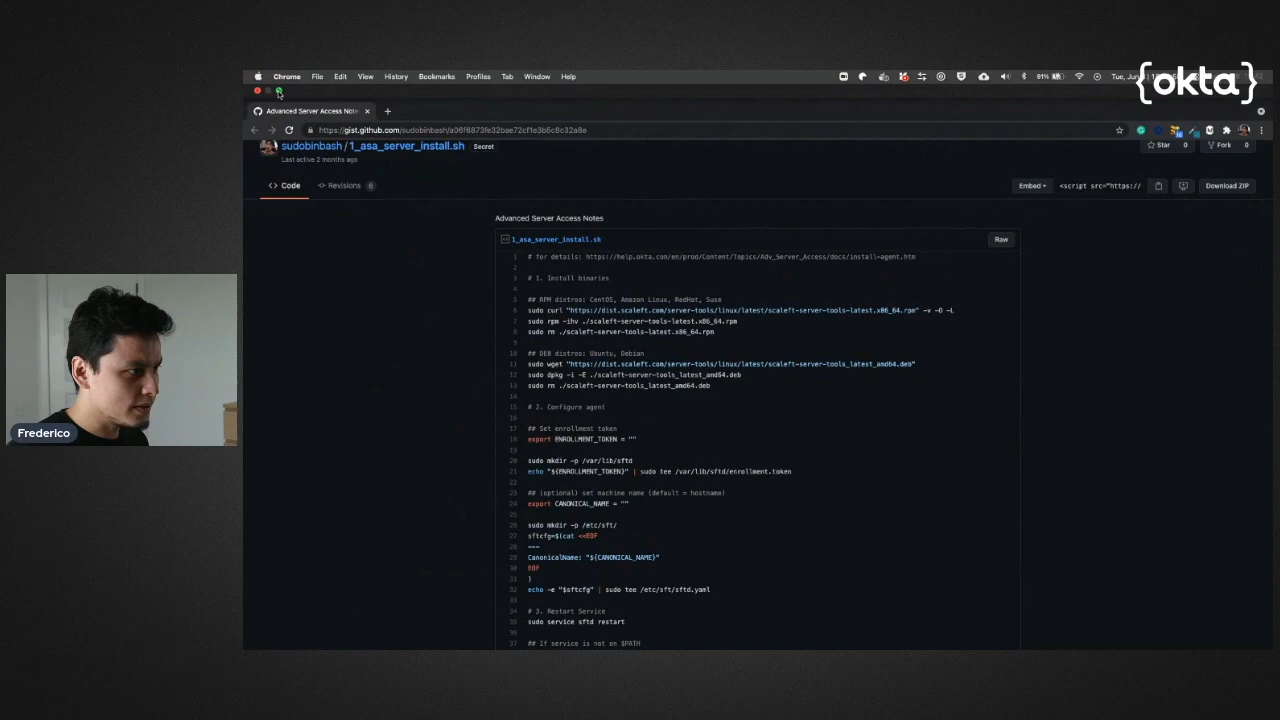 Chrome File Edit View History Bookmarks Profiles Tab Window Help
81%
{okta}
Advanced Server Access Note
https://gist.github.com/sudobinbash/a06f6873fe32bae72cf1e3b6c8c32a8e
sudobinbash / 1_asa_server_install.sh Secret
Star 0 Fork 0
Last active 2 months ago
Code Revisions 6
Embed <script src="https:// Download ZIP
Advanced Server Access Notes
1_asa_server_install.sh Raw
1 # for details: https://help.okta.com/en/prod/Content/Topics/Adv_Server_Access/docs/install-agent.htm
2
3 # 1. Install binaries
4
5 ## RPM distros: CentOS, Amazon Linux, RedHat, Suse
6 sudo curl "https://dist.scaleft.com/server-tools/linux/latest/scaleft-server-tools-latest.x86_64.rpm" -v -O -L
7 sudo rpm -ihv ./scaleft-server-tools-latest.x86_64.rpm
8 sudo rm ./scaleft-server-tools-latest.x86_64.rpm
9
10 ## DEB distros: Ubuntu, Debian
11 sudo wget "https://dist.scaleft.com/server-tools/linux/latest/scaleft-server-tools_latest_amd64.deb"
12 sudo dpkg -i -E ./scaleft-server-tools_latest_amd64.deb
13 sudo rm ./scaleft-server-tools_latest_amd64.deb
14
15 # 2. Configure agent
16
17 ## Set enrollment token
18 export ENROLLMENT_TOKEN = ""
19
20 sudo mkdir -p /var/lib/sftd
21 echo "${ENROLLMENT_TOKEN}" | sudo tee /var/lib/sftd/enrollment.token
22
23 ## (optional) set machine name (default = hostname)
24 export CANONICAL_NAME = ""
25
26 sudo mkdir -p /etc/sft/
27 sftcfg=$(cat <<EOF
28 ---
29 CanonicalName: "${CANONICAL_NAME}"
30 EOF
31 )
32 echo -e "$sftcfg" | sudo tee /etc/sft/sftd.yaml
33
34 # 3. Restart Service
35 sudo service sftd restart
36
37 ## If service is not on $PATH
Frederico